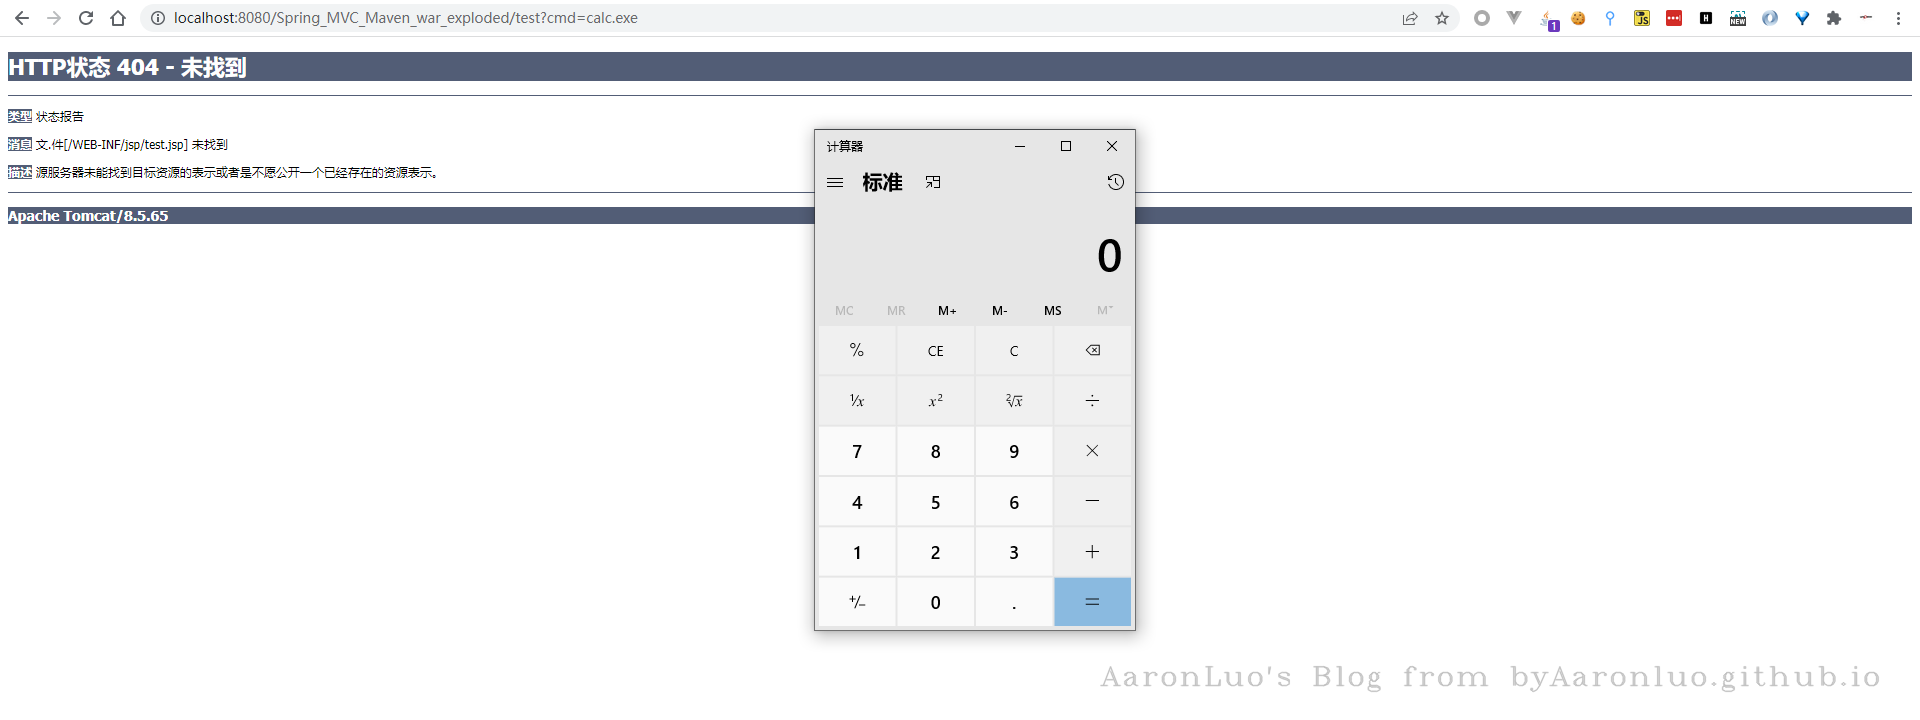 localhost:8080/Spring_MVC_Maven_war_exploded/test?cmd=calc.exe
JS
1
H
NEW
HTTP状态 404 - 未找到
类型 状态报告
消息 文.件[/WEB-INF/jsp/test.jsp] 未找到
描述 源服务器未能找到目标资源的表示或者是不愿公开一个已经存在的资源表示。
Apache Tomcat/8.5.65
计算器
标准
0
MC MR M+ M- MS M˅
% CE C
¹/x x² ²√x ÷
7 8 9 ×
4 5 6 −
1 2 3 +
+/− 0 . =
AaronLuo's Blog from byAaronluo.github.io